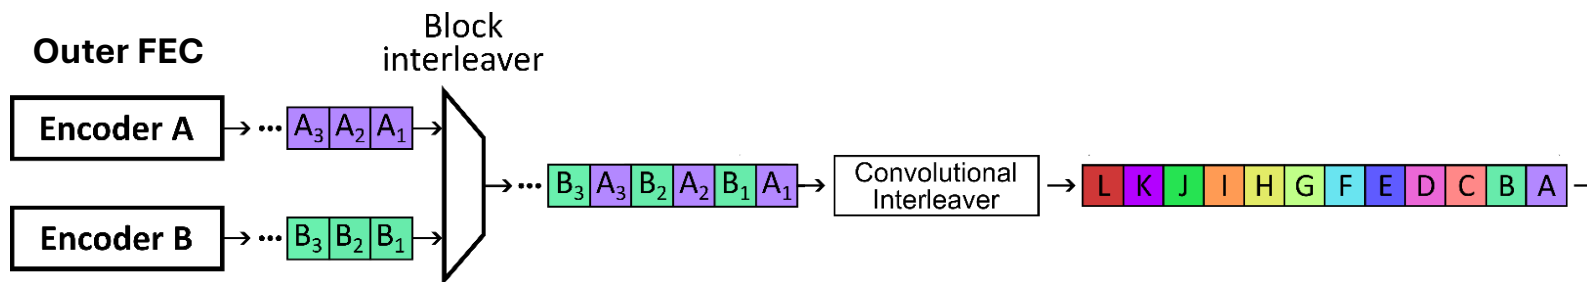 Outer FEC
Block
interleaver
Encoder A
... A₃ A₂ A₁
Encoder B
... B₃ B₂ B₁
... B₃ A₃ B₂ A₂ B₁ A₁
Convolutional
Interleaver
L K J I H G F E D C B A